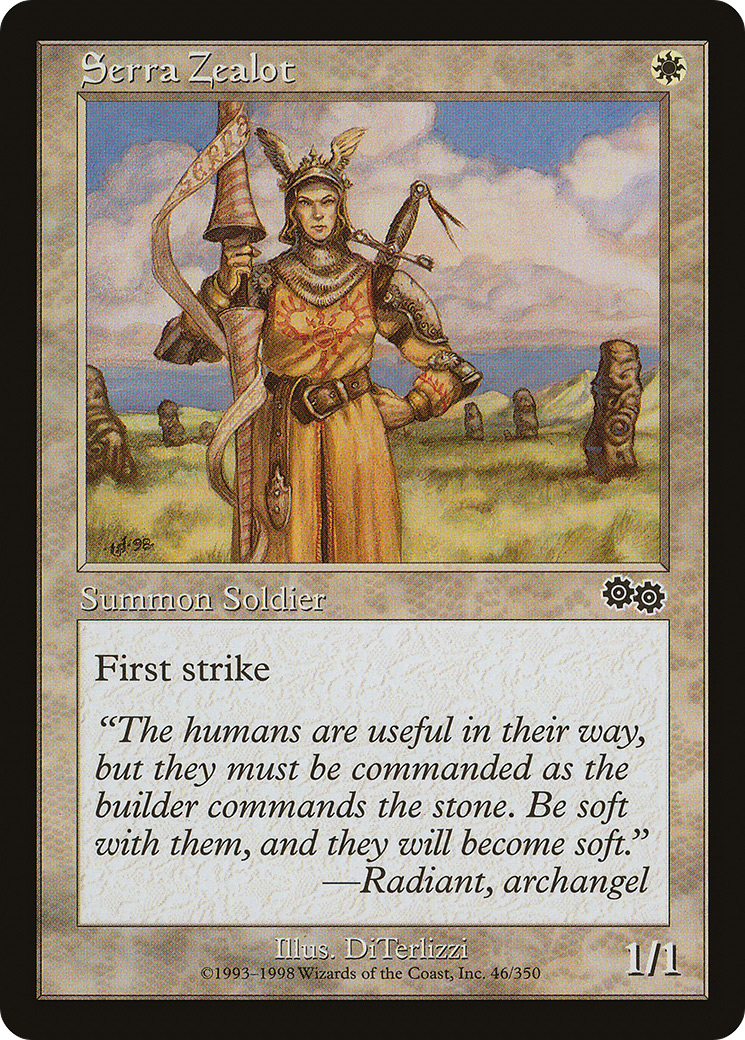 Serra Zealot
Summon Soldier
First strike
“The humans are useful in their way,
but they must be commanded as the
builder commands the stone. Be soft
with them, and they will become soft.”
—Radiant, archangel
Illus. DiTerlizzi
©1993–1998 Wizards of the Coast, Inc. 46/350
1/1